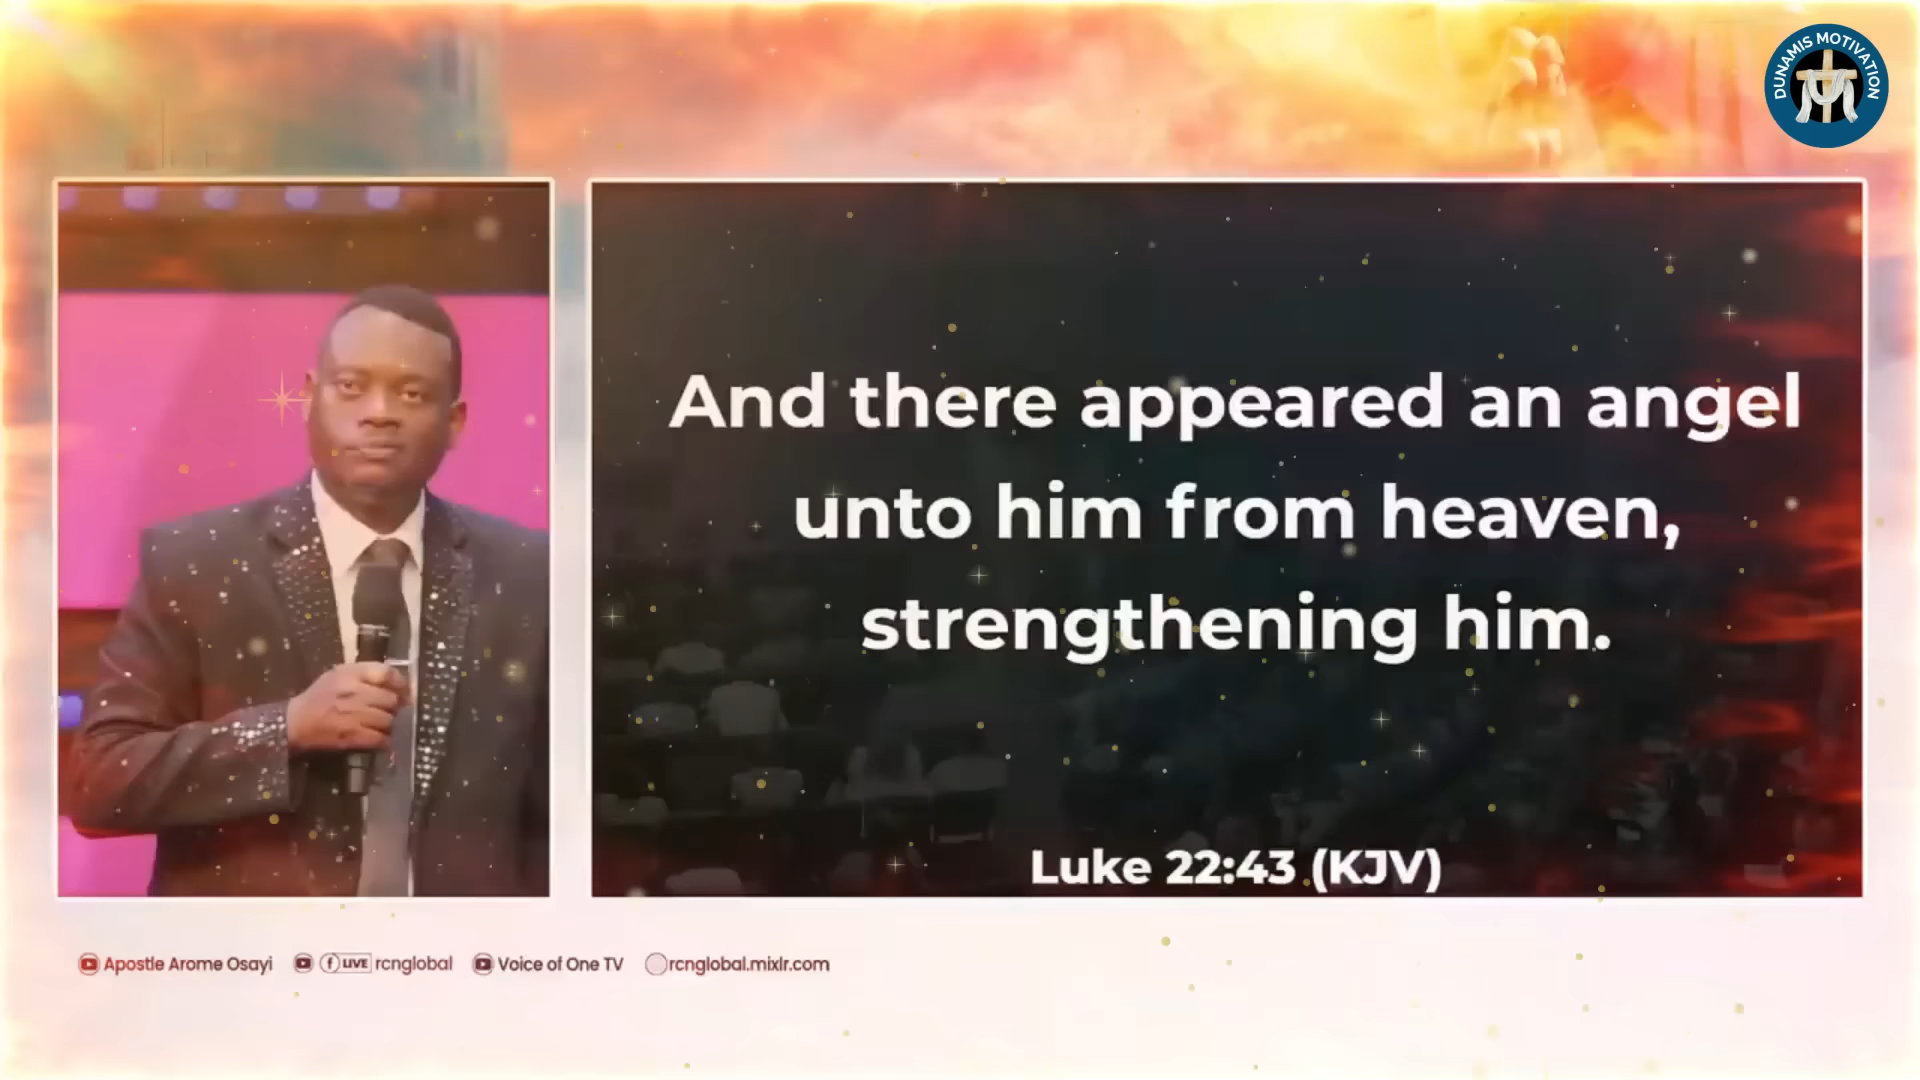 DUNAMIS MOTIVATION
And there appeared an angel
unto him from heaven,
strengthening him.
Luke 22:43 (KJV)
Apostle Arome Osayi f LIVE rcnglobal Voice of One TV rcnglobal.mixlr.com